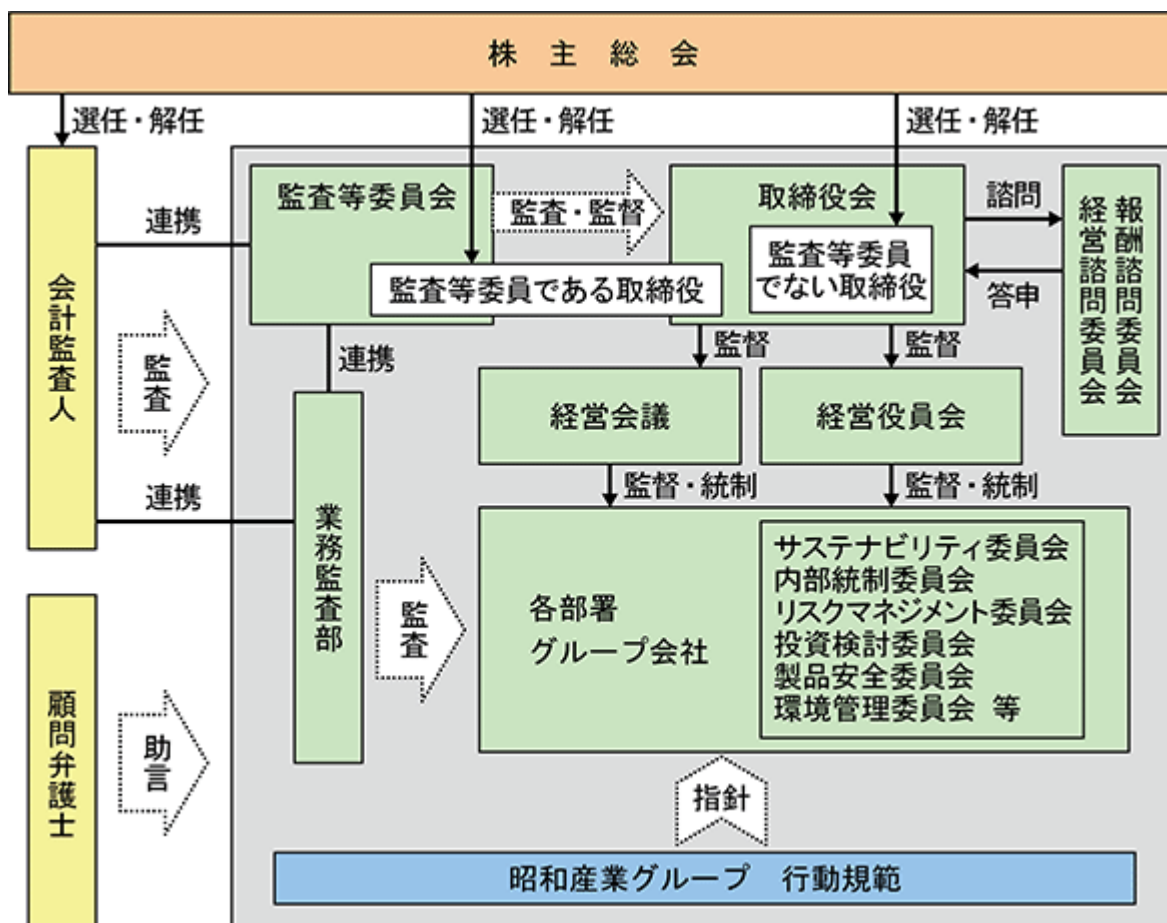 株 主 総 会
選任・解任
選任・解任
選任・解任
監査等委員会
監査・監督
取締役会
諮問
答申
報酬諮問委員会
経営諮問委員会
連携
監査等委員である取締役
監査等委員
でない取締役
会計監査人
監査
連携
監督
監督
経営会議
経営役員会
連携
監督・統制
監督・統制
業務監査部
監査
各部署
グループ会社
サステナビリティ委員会
内部統制委員会
リスクマネジメント委員会
投資検討委員会
製品安全委員会
環境管理委員会 等
顧問弁護士
助言
指針
昭和産業グループ 行動規範